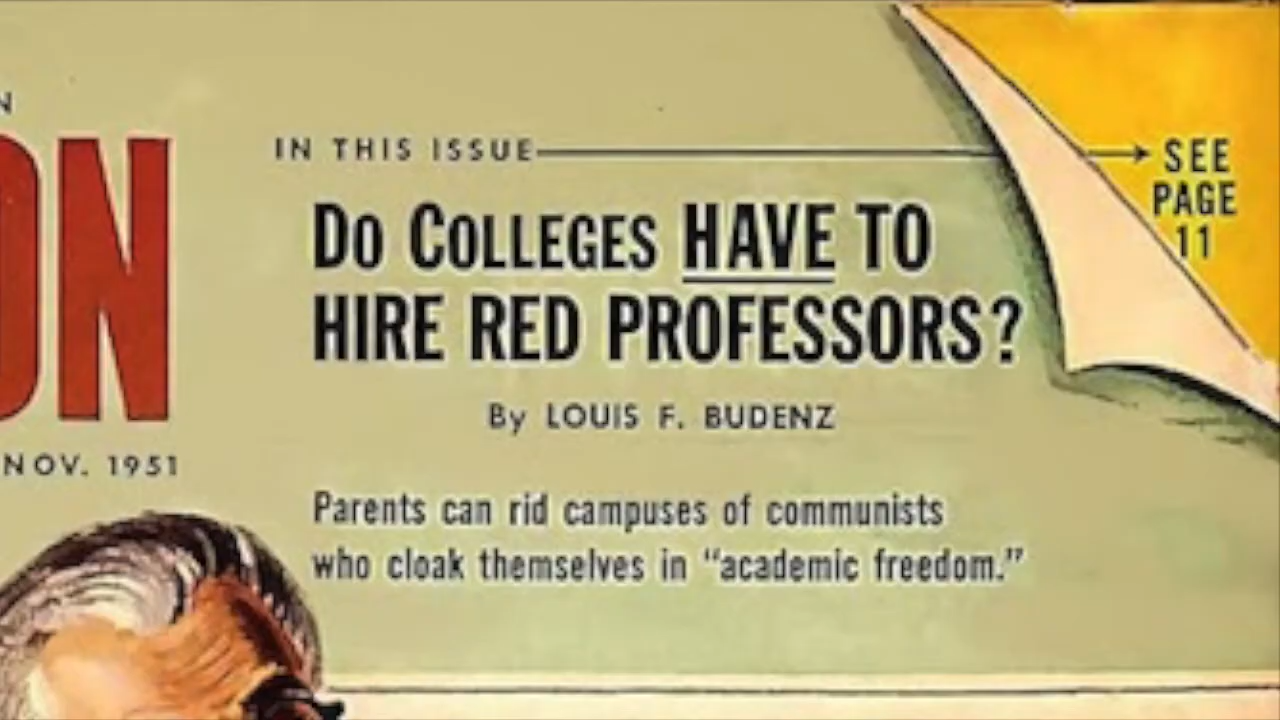 N
ON
NOV. 1951
IN THIS ISSUE
SEE
PAGE
11
DO COLLEGES HAVE TO
HIRE RED PROFESSORS?
By LOUIS F. BUDENZ
Parents can rid campuses of communists
who cloak themselves in “academic freedom.”